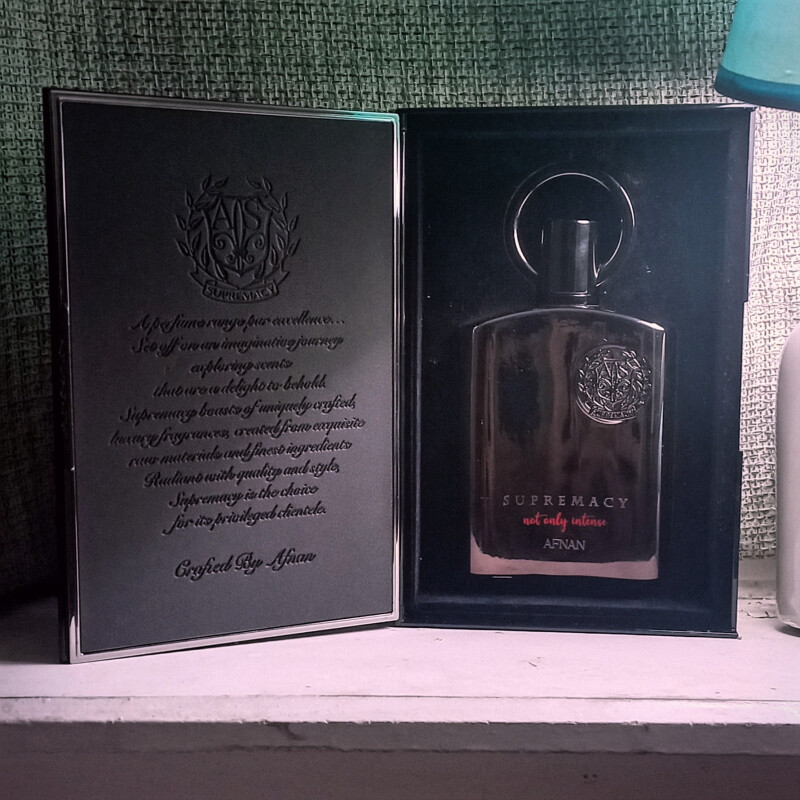 AIS
SUPREMACY
A perfume range par excellence...
Set off on an imaginative journey
exploring scents
that are a delight to behold.
Supremacy boasts of uniquely crafted,
luxury fragrances, created from exquisite
raw materials and finest ingredients
Radiant with quality and style,
Supremacy is the choice
for its privileged clientele.
Crafted By Afnan
SUPREMACY
not only intense
AFNAN